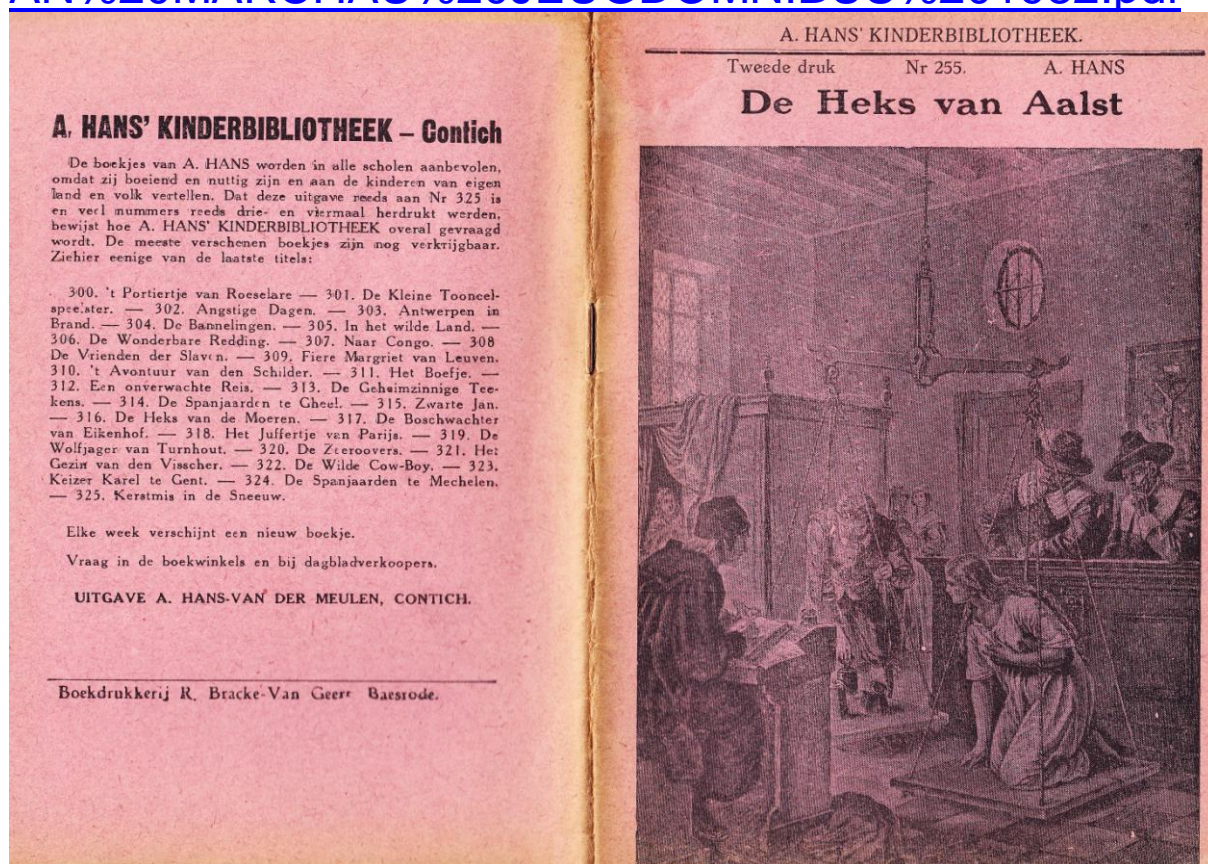 A. HANS' KINDERBIBLIOTHEEK – Contich
De boekjes van A. HANS worden in alle scholen aanbevolen,
omdat zij boeiend en nuttig zijn en aan de kinderen van eigen
land en volk vertellen. Dat deze uitgave reeds aan Nr 325 is
en veel nummers reeds drie- en viermaal herdrukt werden,
bewijst hoe A. HANS' KINDERBIBLIOTHEEK overal gevraagd
wordt. De meeste verschenen boekjes zijn nog verkrijgbaar.
Ziehier eenige van de laatste titels:
300. 't Portiertje van Roeselare — 301. De Kleine Tooneel-
speelster. — 302. Angstige Dagen. — 303. Antwerpen in
Brand. — 304. De Bannelingen. — 305. In het wilde Land. —
306. De Wonderbare Redding. — 307. Naar Congo. — 308
De Vrienden der Slaven. — 309. Fiere Margriet van Leuven.
310. 't Avontuur van den Schilder. — 311. Het Boefje. —
312. Een onverwachte Reis. — 313. De Geheimzinnige Tee-
kens. — 314. De Spanjaarden te Gheel. — 315. Zwarte Jan.
— 316. De Heks van de Moeren. — 317. De Boschwachter
van Eikenhof. — 318. Het Juffertje van Parijs. — 319. De
Wolfjager van Turnhout. — 320. De Zeeroovers. — 321. Het
Gezin van den Visscher. — 322. De Wilde Cow-Boy. — 323.
Keizer Karel te Gent. — 324. De Spanjaarden te Mechelen.
— 325. Kerstmis in de Sneeuw.
Elke week verschijnt een nieuw boekje.
Vraag in de boekwinkels en bij dagbladverkoopers.
UITGAVE A. HANS-VAN DER MEULEN, CONTICH.
Boekdrukkerij R. Bracke-Van Geert Baesrode.
A. HANS' KINDERBIBLIOTHEEK.
Tweede druk Nr 255. A. HANS
De Heks van Aalst